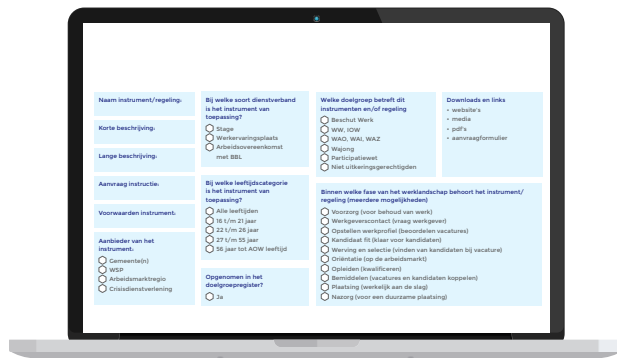 Naam instrument/regeling:
Korte beschrijving:
Lange beschrijving:
Aanvraag instructie:
Voorwaarden instrument:
Aanbieder van het
instrument:
Gemeente(n)
WSP
Arbeidsmarktregio
Crisisdienstverlening
Bij welke soort dienstverband
is het instrument van
toepassing?
Stage
Werkervaringsplaats
Arbeidsovereenkomst
met BBL
Bij welke leeftijdscategorie
is het instrument van
toepassing?
Alle leeftijden
16 t/m 21 jaar
22 t/m 26 jaar
27 t/m 55 jaar
56 jaar tot AOW leeftijd
Opgenomen in het
doelgroepregister?
Ja
Welke doelgroep betreft dit
instrumenten en/of regeling
Beschut Werk
WW, IOW
WAO, WAI, WAZ
Wajong
Participatiewet
Niet uitkeringsgerechtigden
Downloads en links
• website's
• media
• pdf's
• aanvraagformulier
Binnen welke fase van het werklandschap behoort het instrument/
regeling (meerdere mogelijkheden)
Voorzorg (voor behoud van werk)
Werkgeverscontact (vraag werkgever)
Opstellen werkprofiel (beoordelen vacatures)
Kandidaat fit (klaar voor kandidaten)
Werving en selectie (vinden van kandidaten bij vacature)
Oriëntatie (op de arbeidsmarkt)
Opleiden (kwalificeren)
Bemiddelen (vacatures en kandidaten koppelen)
Plaatsing (werkelijk aan de slag)
Nazorg (voor een duurzame plaatsing)